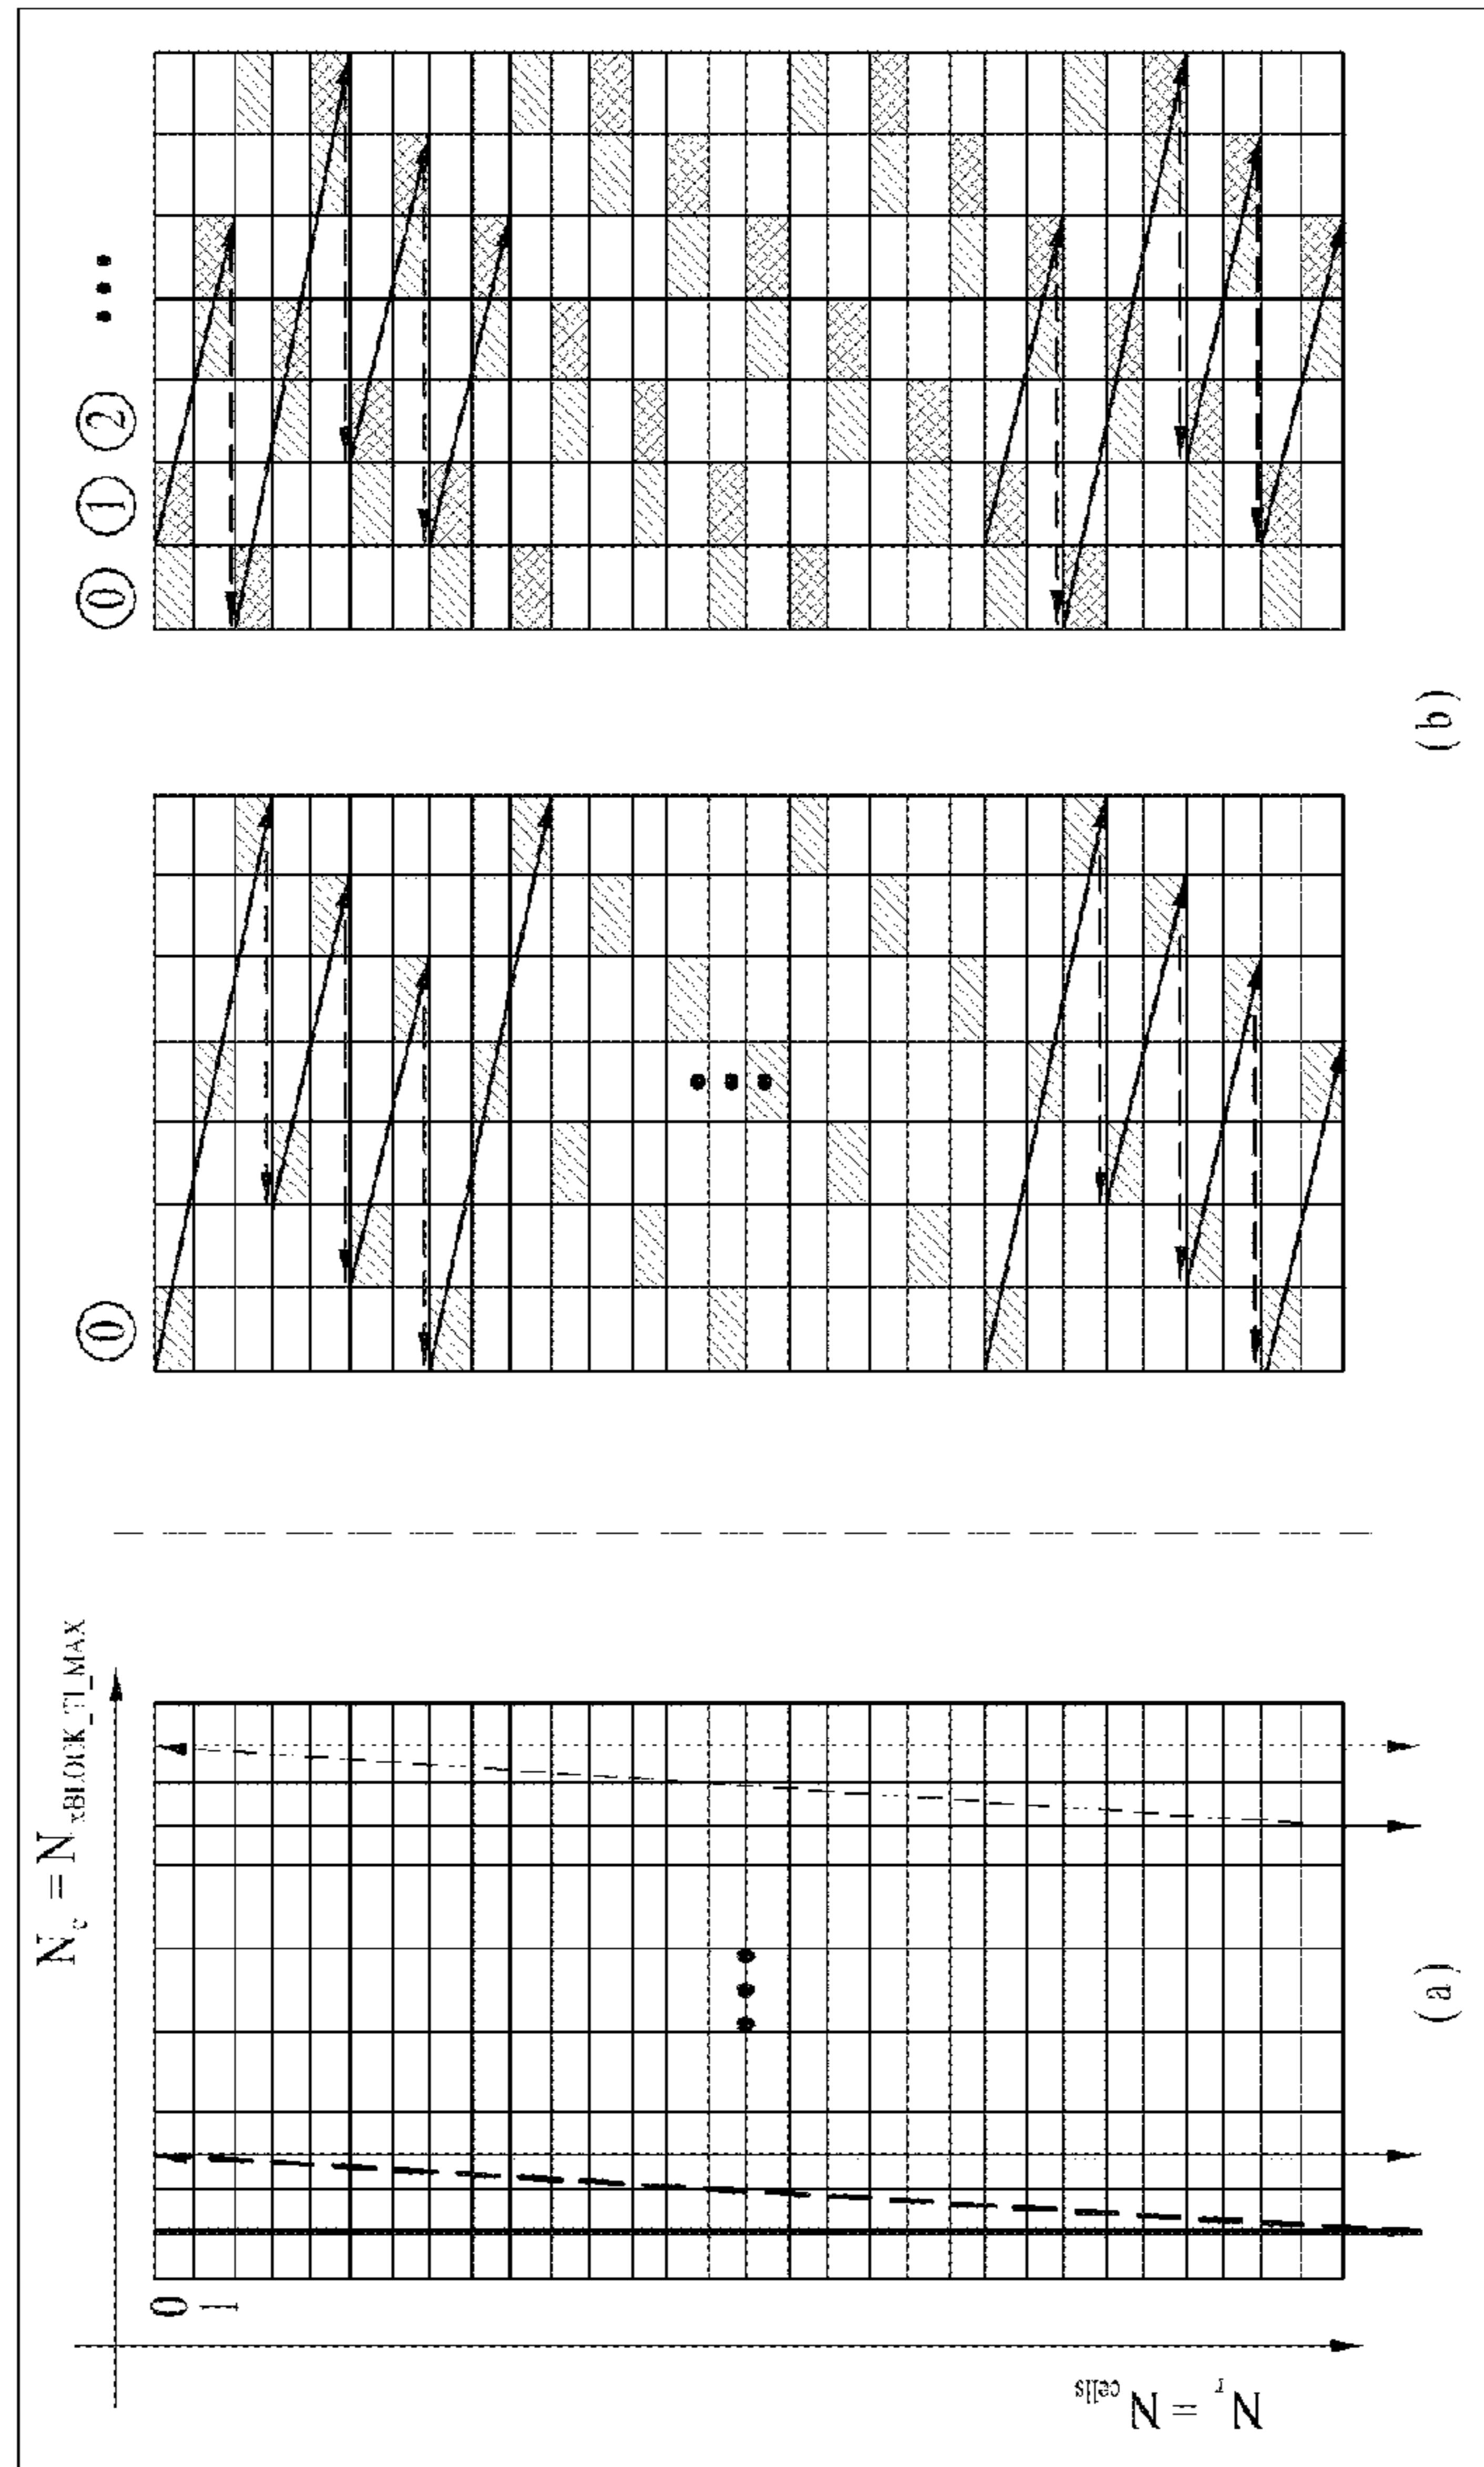 N_c = N_xBLOCK_TI_MAX
0
1
N_r = N_cells
(a)
0
0 1 2 •••
(b)